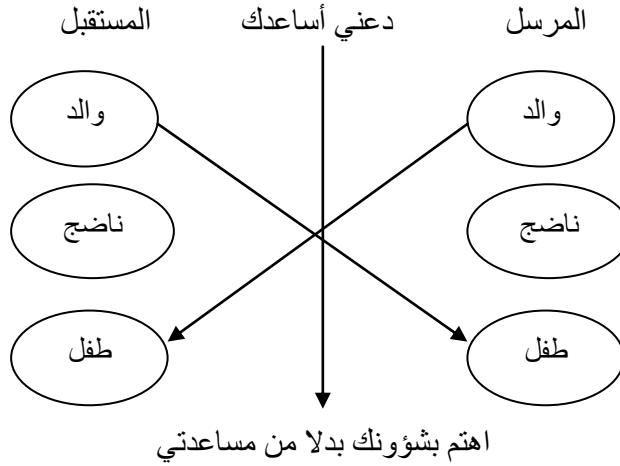 المرسل
دعني أساعدك
المستقبل
والد
والد
ناضج
ناضج
طفل
طفل
اهتم بشؤونك بدلا من مساعدتي